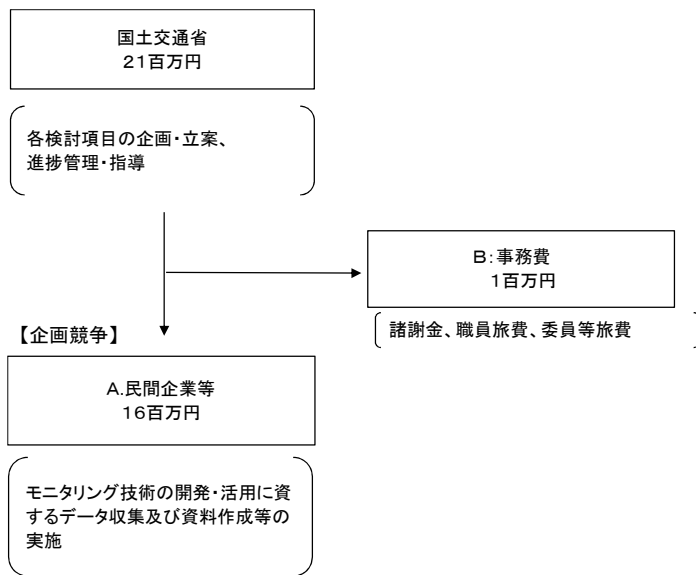 国土交通省
21百万円
各検討項目の企画・立案、
進捗管理・指導
B:事務費
1百万円
諸謝金、職員旅費、委員等旅費
【企画競争】
A.民間企業等
16百万円
モニタリング技術の開発・活用に資
するデータ収集及び資料作成等の
実施